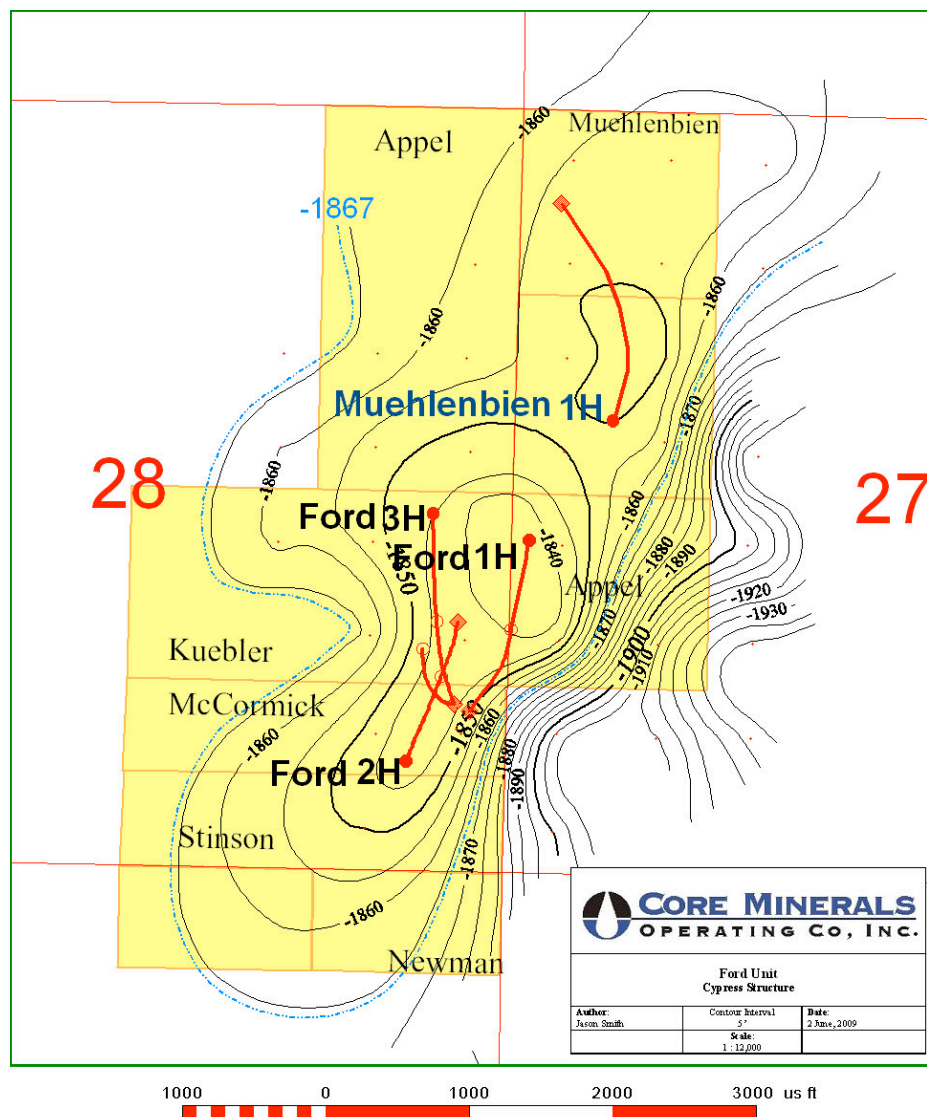 -1860
Appel
Muehlenbien
-1867
-1860
-1860
-1870
Muehlenbien 1H
28
27
-1860
-1860
Ford 3H
-1850
Ford 1H
-1840
-1880
-1890
Appel
-1870
-1920
-1930
-1900
-1910
Kuebler
McCormick
-1850
-1860
-1860
-1880
Ford 2H
-1890
Stinson
-1870
-1860
Newman
CORE MINERALS
OPERATING CO, INC.
Ford Unit
Cypress Structure
Author:
Jason Smith
Contour Interval
5'
Date:
2 June, 2009
Scale:
1 : 12,000
1000 0 1000 2000 3000 us ft